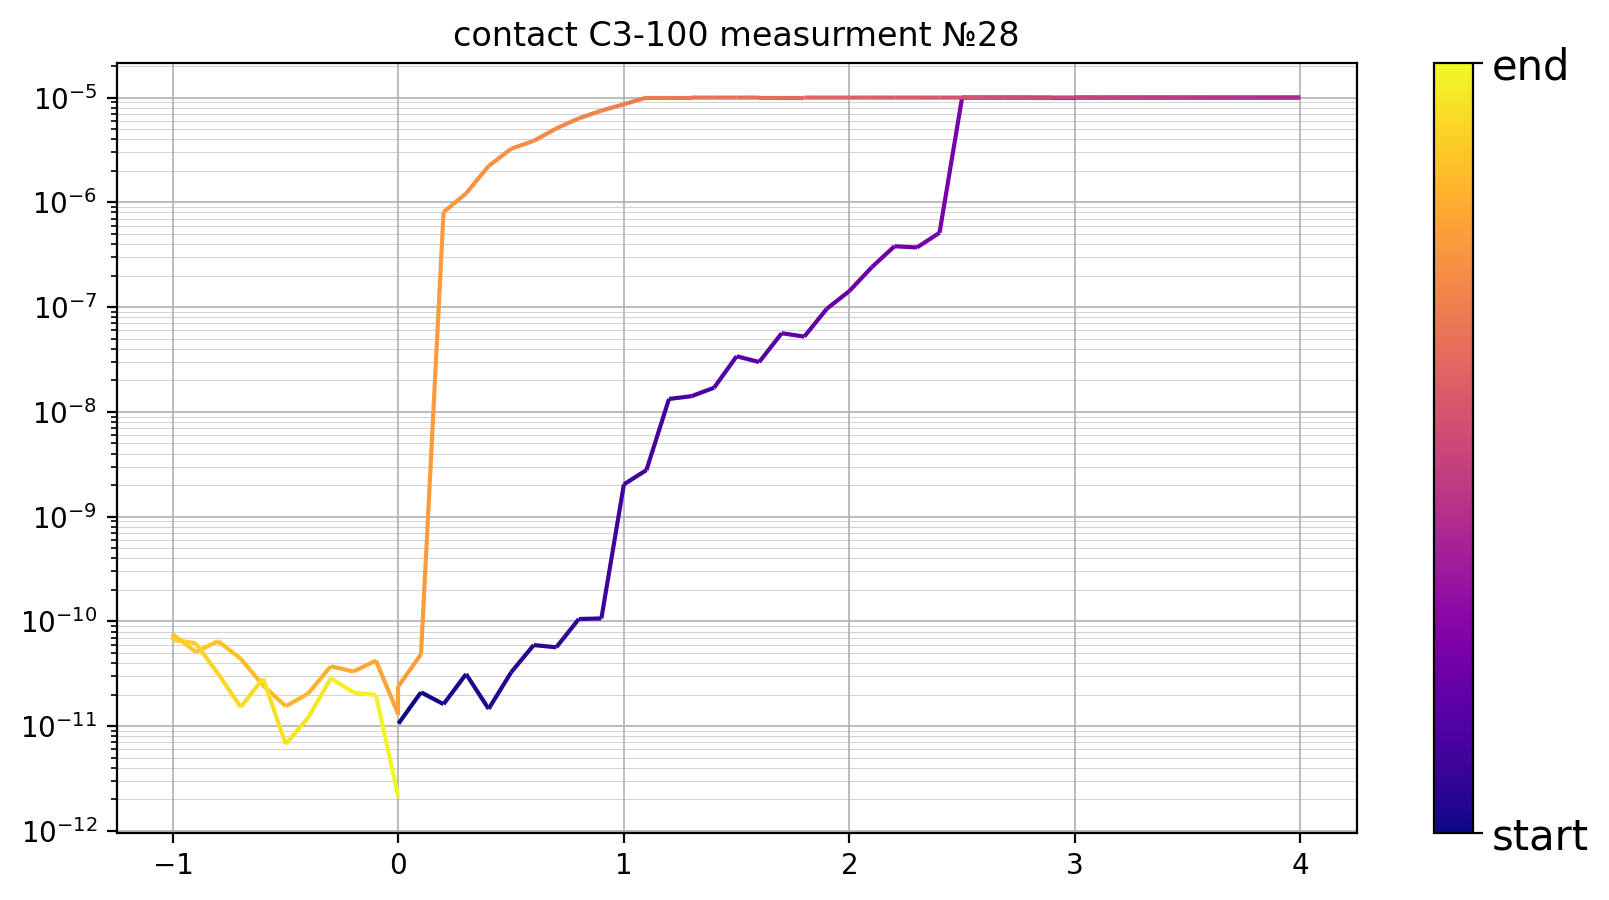 contact C3-100 measurment №28
end
10⁻⁵
10⁻⁶
10⁻⁷
10⁻⁸
10⁻⁹
10⁻¹⁰
10⁻¹¹
10⁻¹²
start
−1 0 1 2 3 4